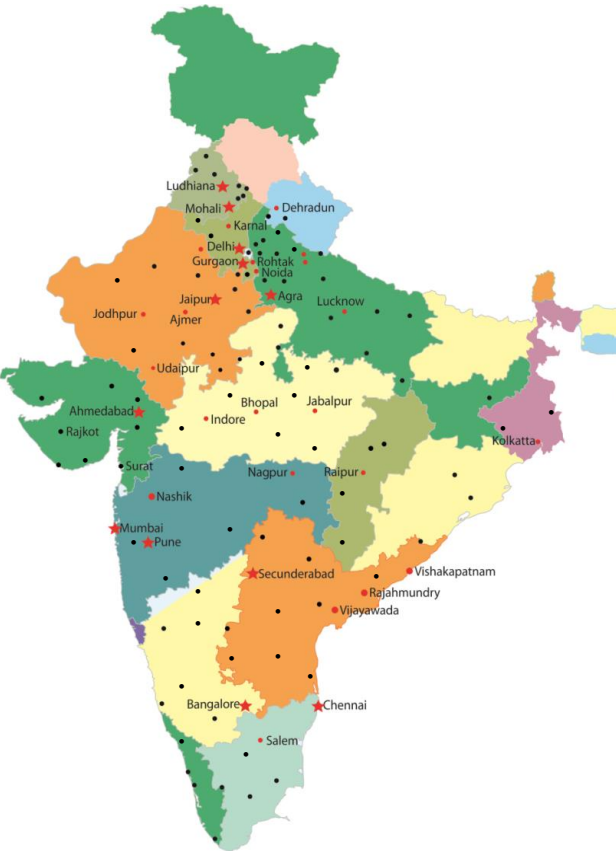 Ludhiana
Mohali
Dehradun
Karnal
Delhi
Gurgaon
Rohtak
Noida
Jaipur
Agra
Lucknow
Jodhpur
Ajmer
Udaipur
Bhopal
Jabalpur
Ahmedabad
Indore
Rajkot
Kolkatta
Surat
Nagpur
Raipur
Nashik
Mumbai
Pune
Secunderabad
Vishakapatnam
Rajahmundry
Vijayawada
Bangalore
Chennai
Salem